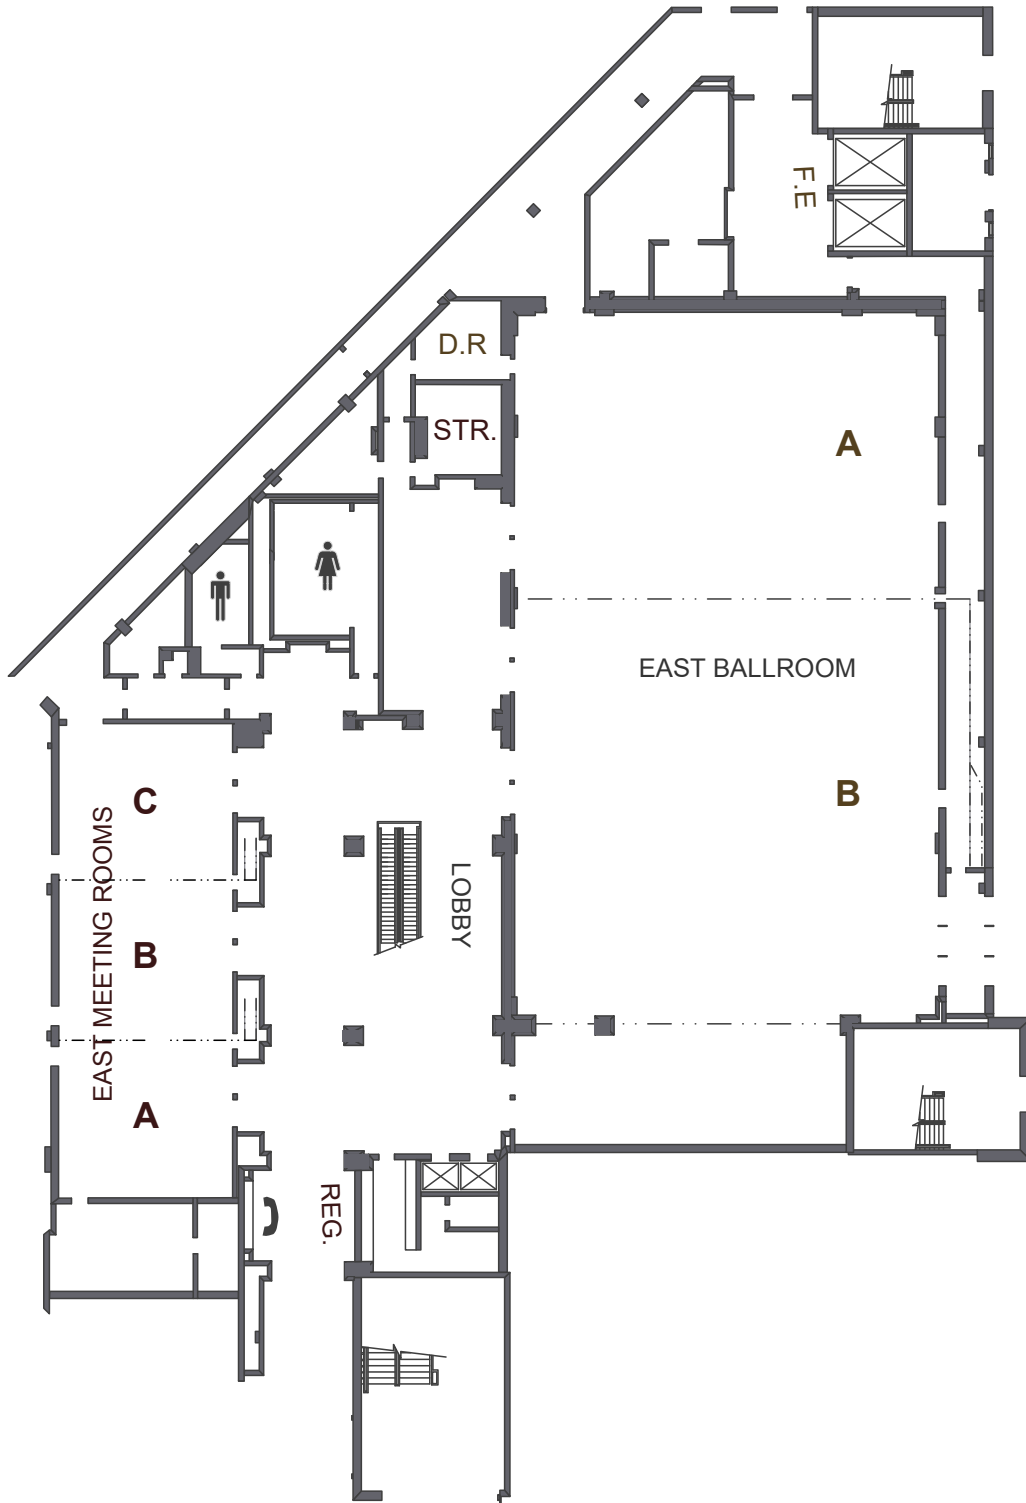 F.E
D.R
STR.
A
EAST BALLROOM
B
C
EAST MEETING ROOMS
B
A
LOBBY
REG.